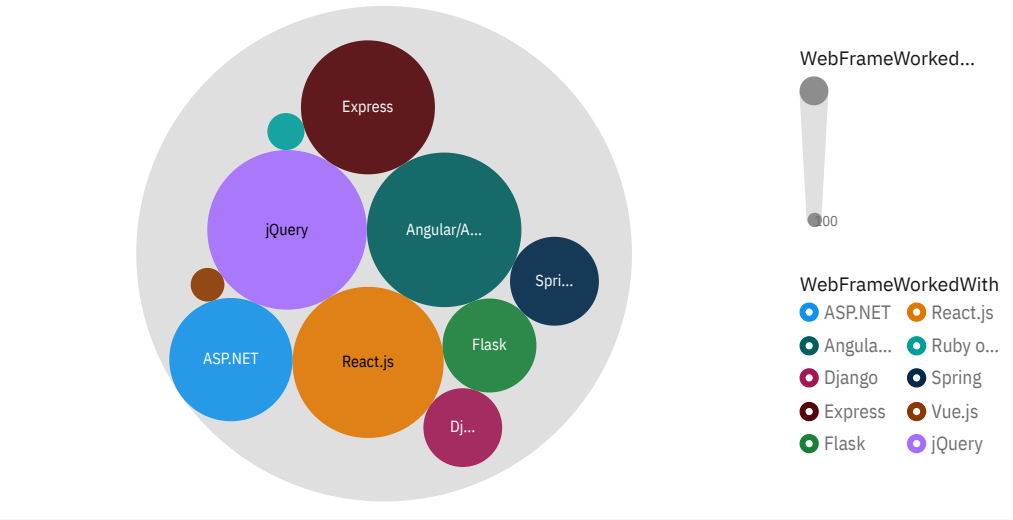 Express
jQuery
Angular/A...
Spri...
ASP.NET
React.js
Flask
Dj...
WebFrameWorked...
WebFrameWorkedWith
ASP.NET
React.js
Angula...
Ruby o...
Django
Spring
Express
Vue.js
Flask
jQuery